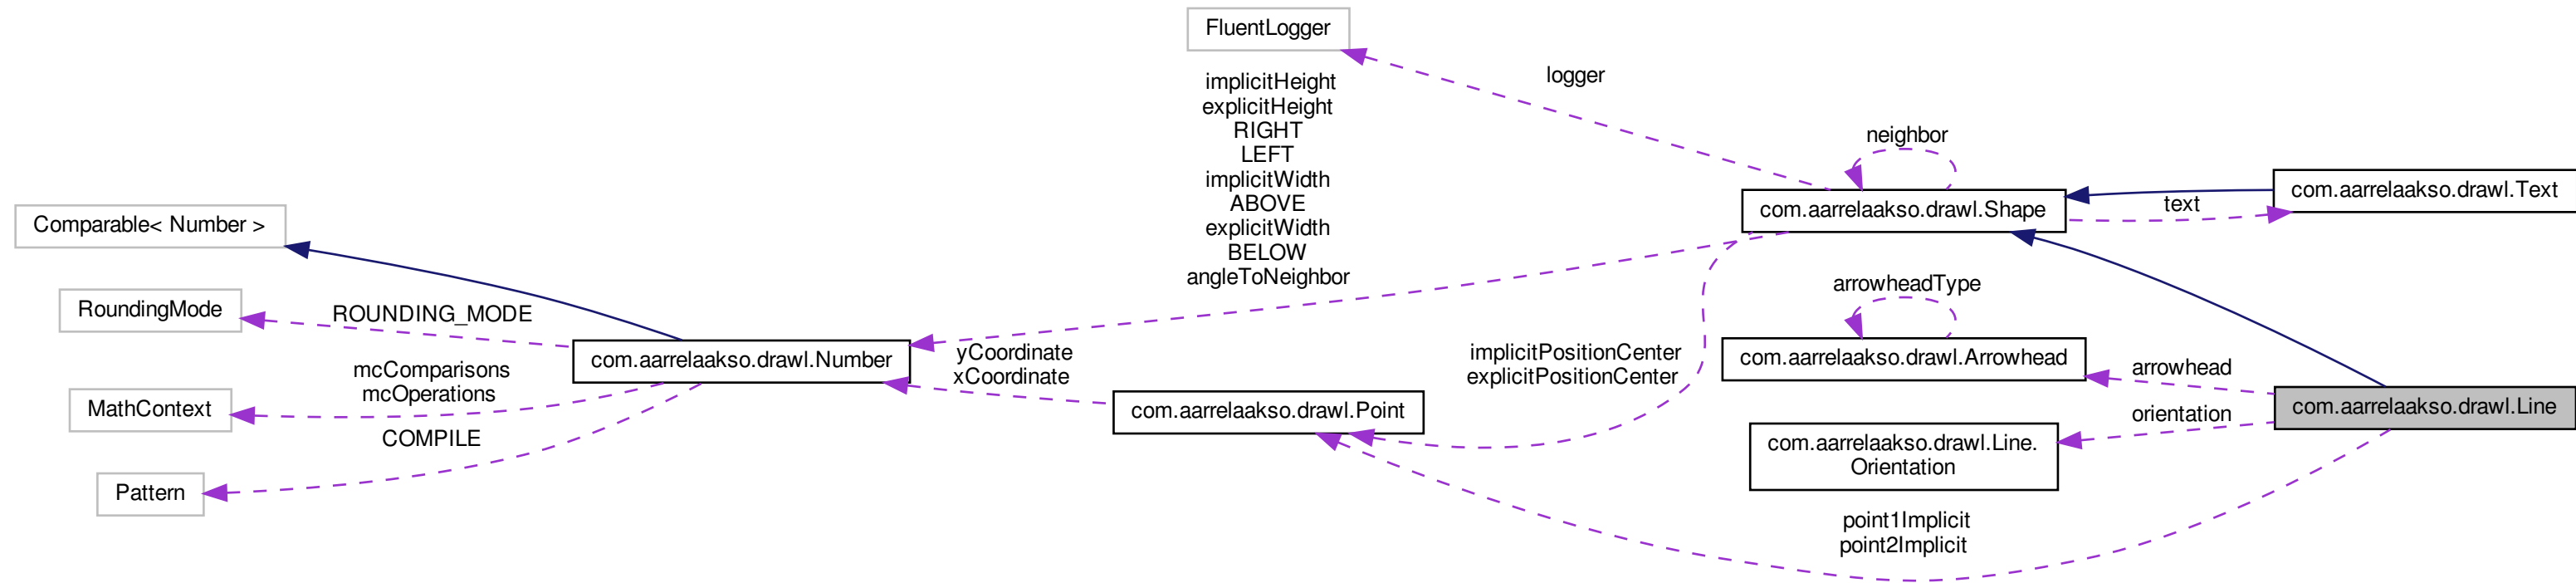 FluentLogger
logger
implicitHeight
explicitHeight
RIGHT
LEFT
implicitWidth
ABOVE
explicitWidth
BELOW
angleToNeighbor
neighbor
com.aarrelaakso.drawl.Shape
com.aarrelaakso.drawl.Text
text
Comparable< Number >
RoundingMode
ROUNDING_MODE
com.aarrelaakso.drawl.Number
mcComparisons
mcOperations
MathContext
COMPILE
Pattern
yCoordinate
xCoordinate
com.aarrelaakso.drawl.Point
implicitPositionCenter
explicitPositionCenter
arrowheadType
com.aarrelaakso.drawl.Arrowhead
arrowhead
com.aarrelaakso.drawl.Line
orientation
com.aarrelaakso.drawl.Line.
Orientation
point1Implicit
point2Implicit